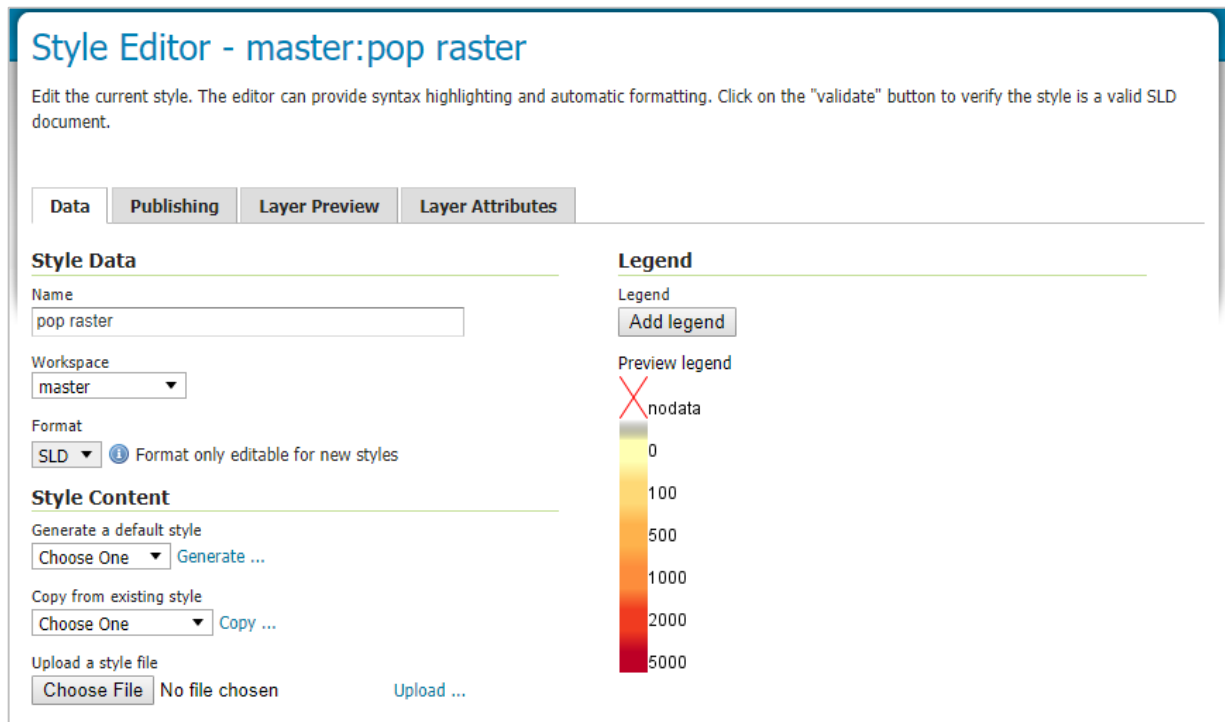 Style Editor - master:pop raster
Edit the current style. The editor can provide syntax highlighting and automatic formatting. Click on the "validate" button to verify the style is a valid SLD
document.
Data
Publishing
Layer Preview
Layer Attributes
Style Data
Name
pop raster
Workspace
master
Format
SLD
Format only editable for new styles
Style Content
Generate a default style
Choose One
Generate ...
Copy from existing style
Choose One
Copy ...
Upload a style file
Choose File No file chosen
Upload ...
Legend
Legend
Add legend
Preview legend
nodata
0
100
500
1000
2000
5000